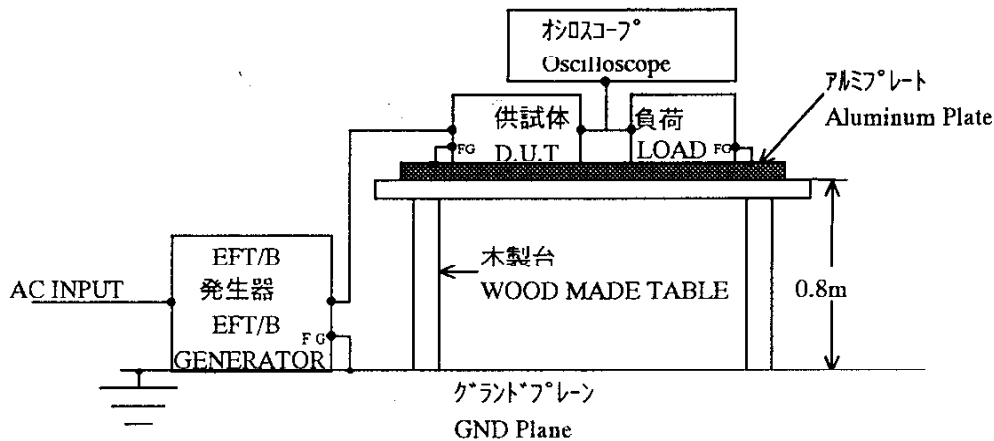 オシロスコープ
Oscilloscope
アルミプレート
Aluminum Plate
供試体
D.U.T
FG
負荷
LOAD
FG
EFT/B
発生器
EFT/B
GENERATOR
FG
AC INPUT
木製台
WOOD MADE TABLE
0.8m
グランドプレーン
GND Plane